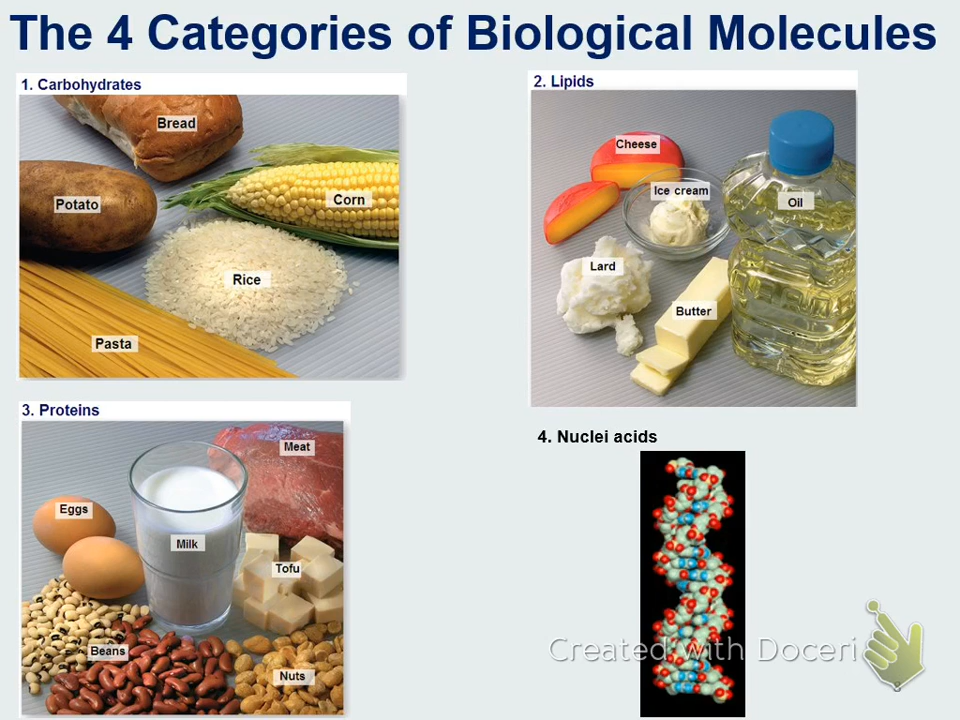 The 4 Categories of Biological Molecules
1. Carbohydrates
Bread
Potato
Corn
Rice
Pasta
2. Lipids
Cheese
Ice cream
Oil
Lard
Butter
3. Proteins
Meat
Eggs
Milk
Tofu
Beans
Nuts
4. Nuclei acids
Created with Doceri